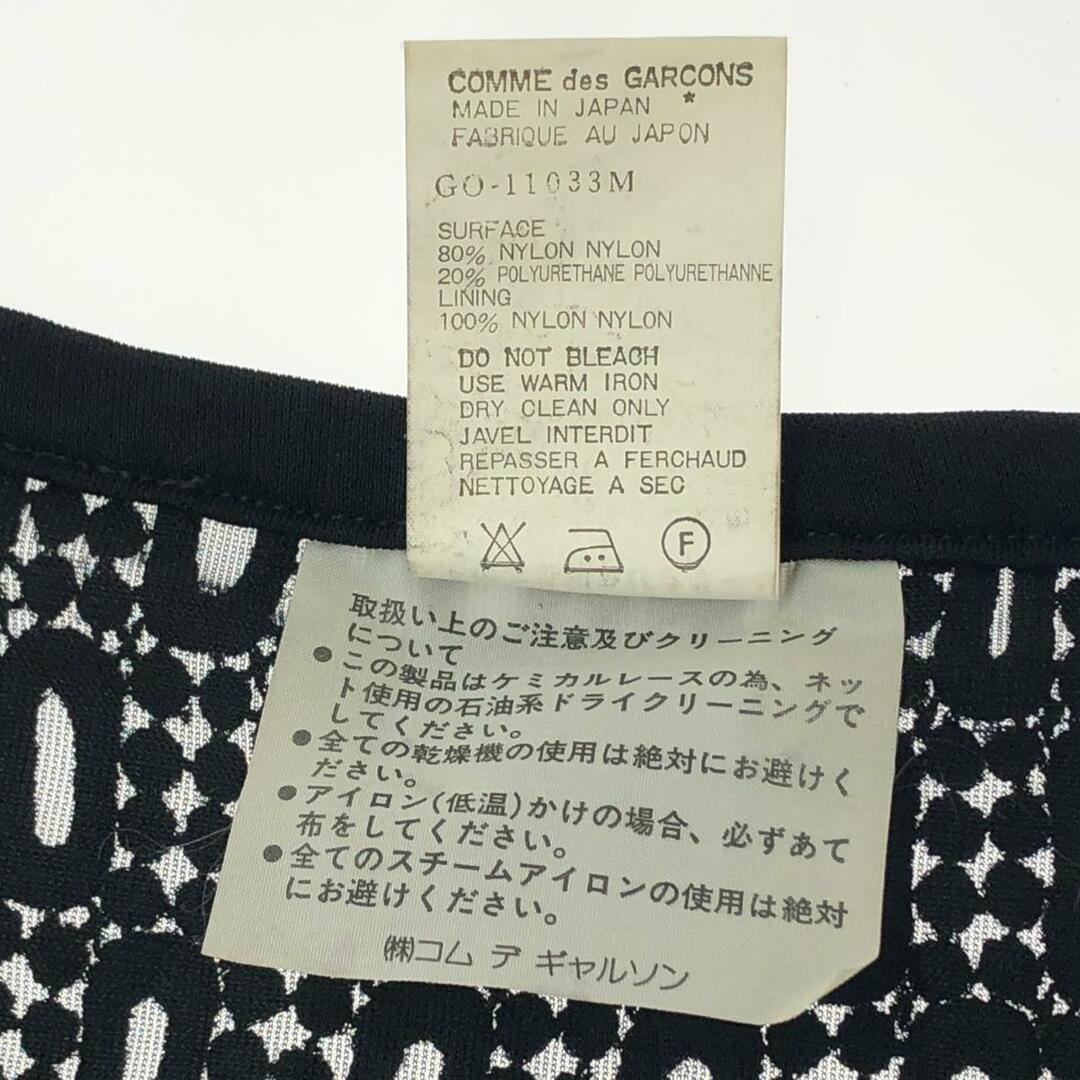 COMME des GARCONS
MADE IN JAPAN *
FABRIQUE AU JAPON
GO-11033M
SURFACE
80% NYLON NYLON
20% POLYURETHANE POLYURETHANNE
LINING
100% NYLON NYLON
DO NOT BLEACH
USE WARM IRON
DRY CLEAN ONLY
JAVEL INTERDIT
REPASSER A FERCHAUD
NETTOYAGE A SEC
F
取扱い上のご注意及びクリーニング
について
●この製品はケミカルレースの為、ネッ
ト使用の石油系ドライクリーニングで
してください。
●全ての乾燥機の使用は絶対にお避けく
ださい。
●アイロン(低温)かけの場合、必ずあて
布をしてください。
●全てのスチームアイロンの使用は絶対
にお避けください。
㈱コム デ ギャルソン